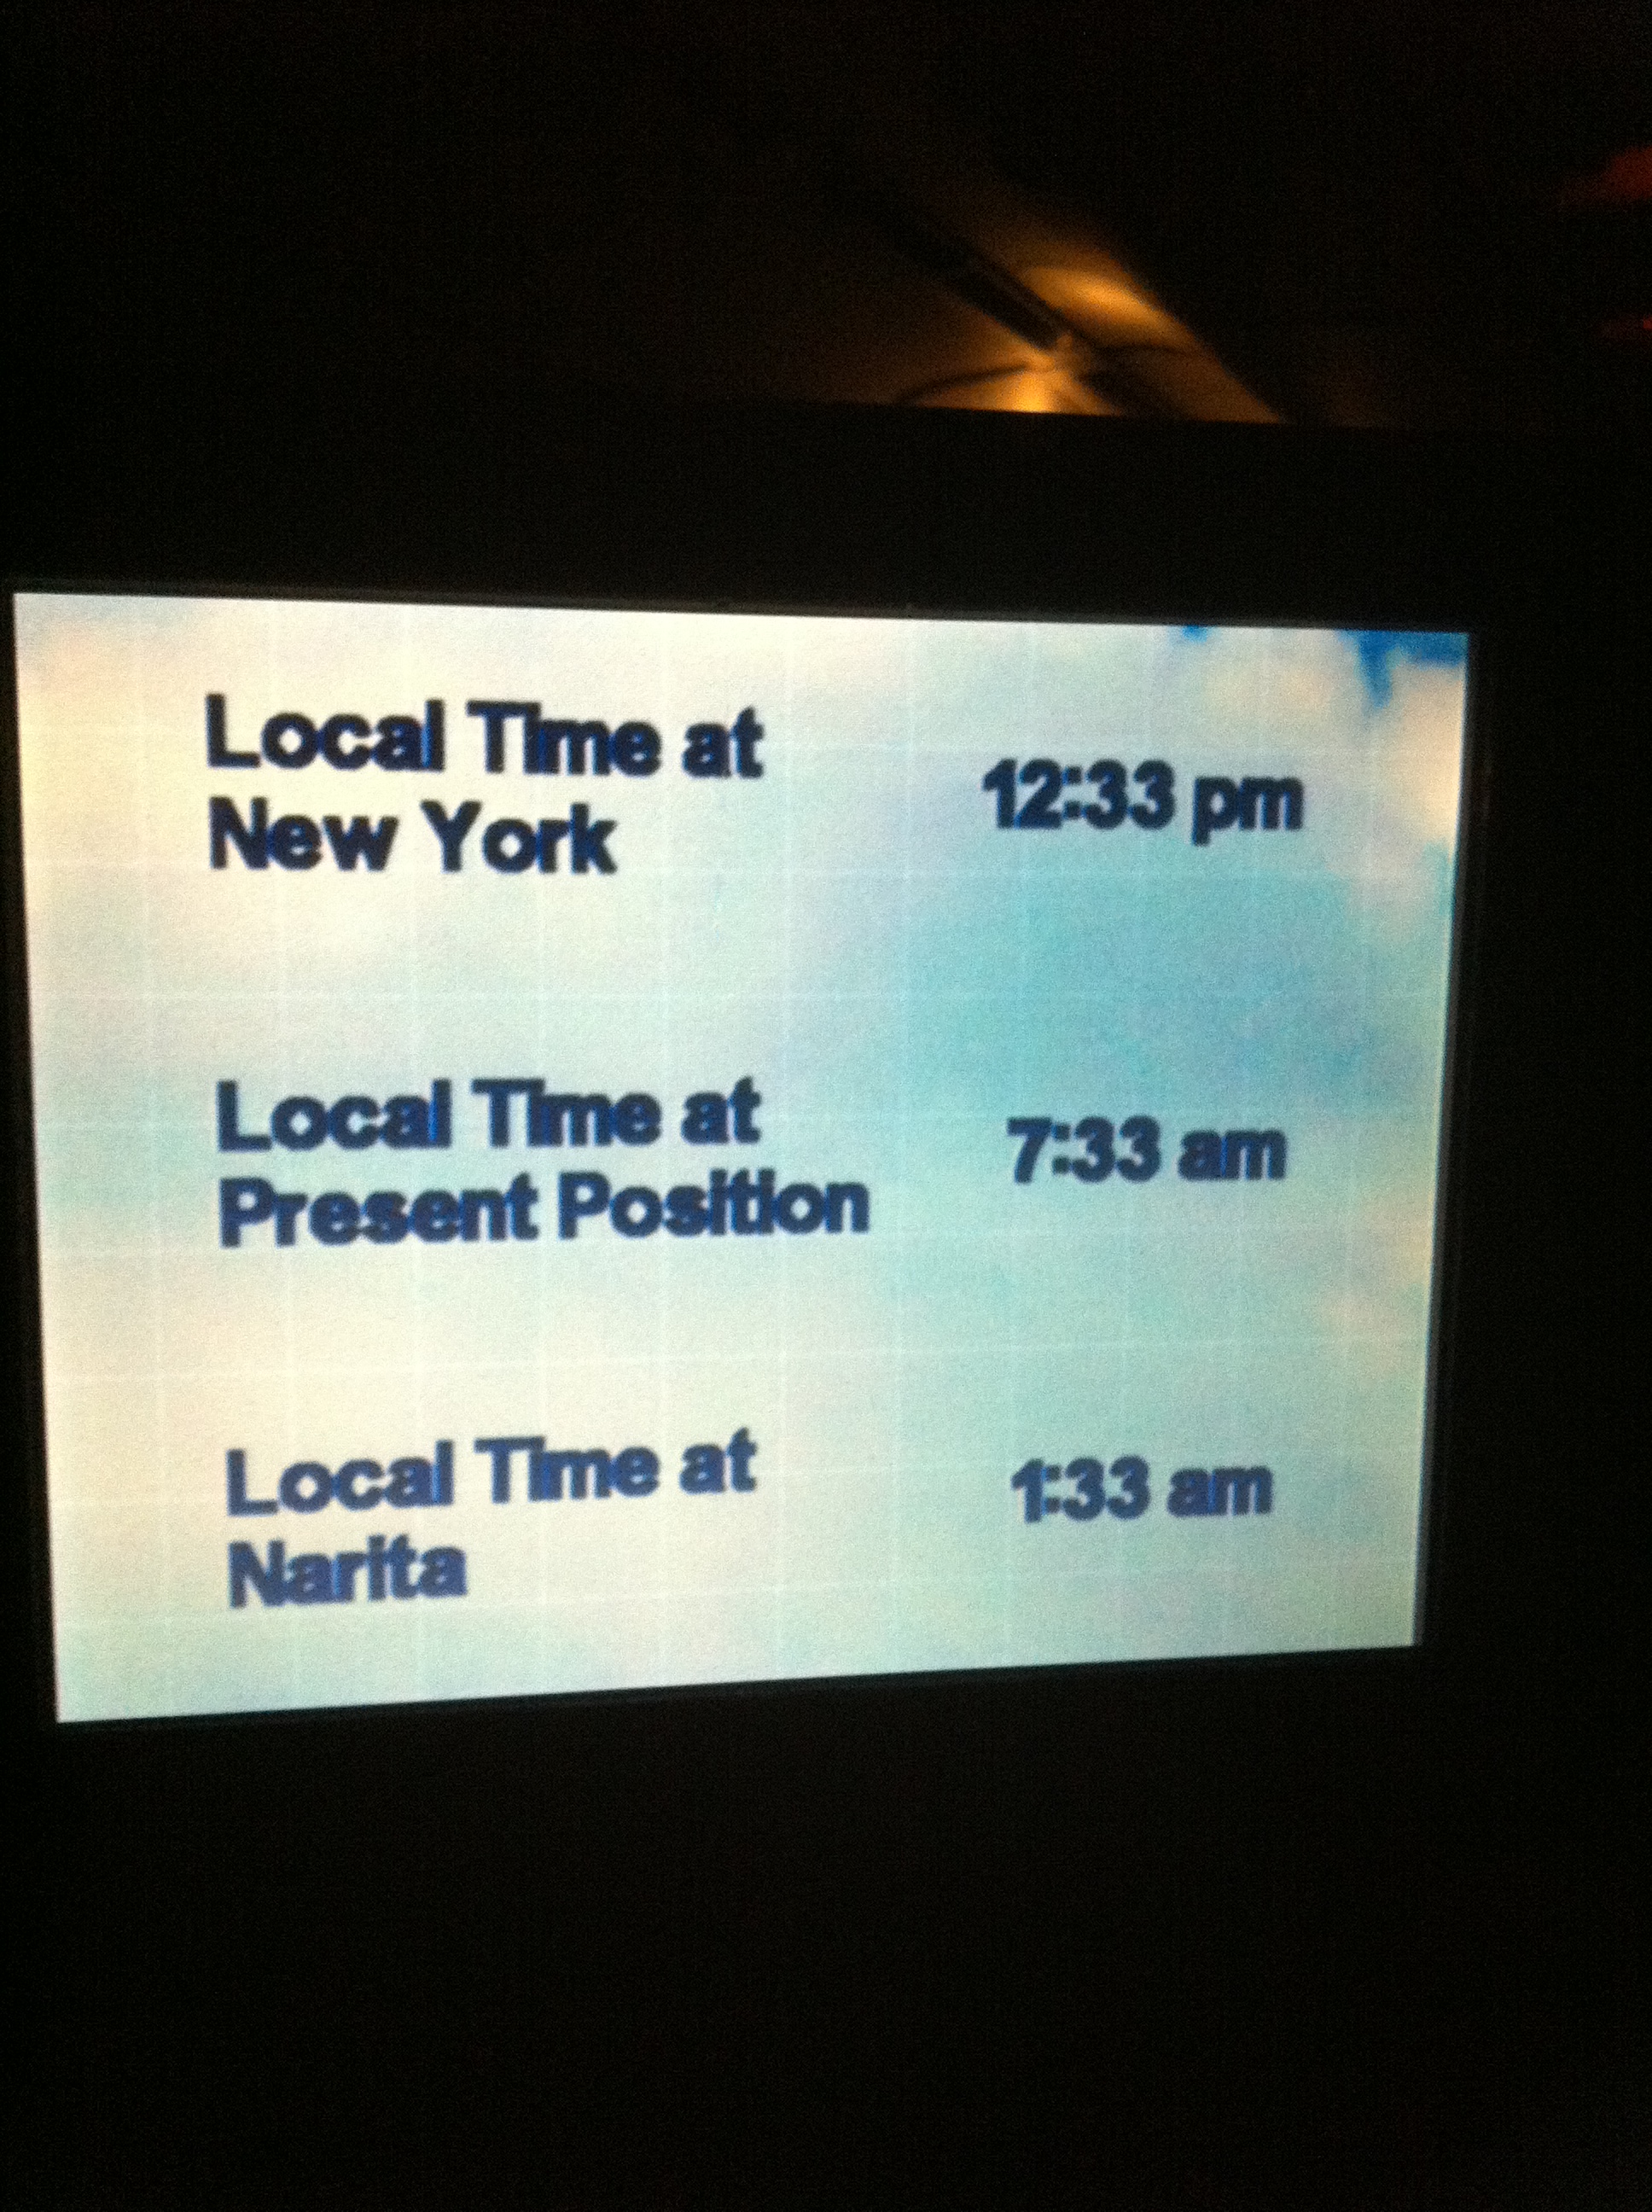 Local Time at
New York
12:33 pm
Local Time at
Present Position
7:33 am
Local Time at
Narita
1:33 am